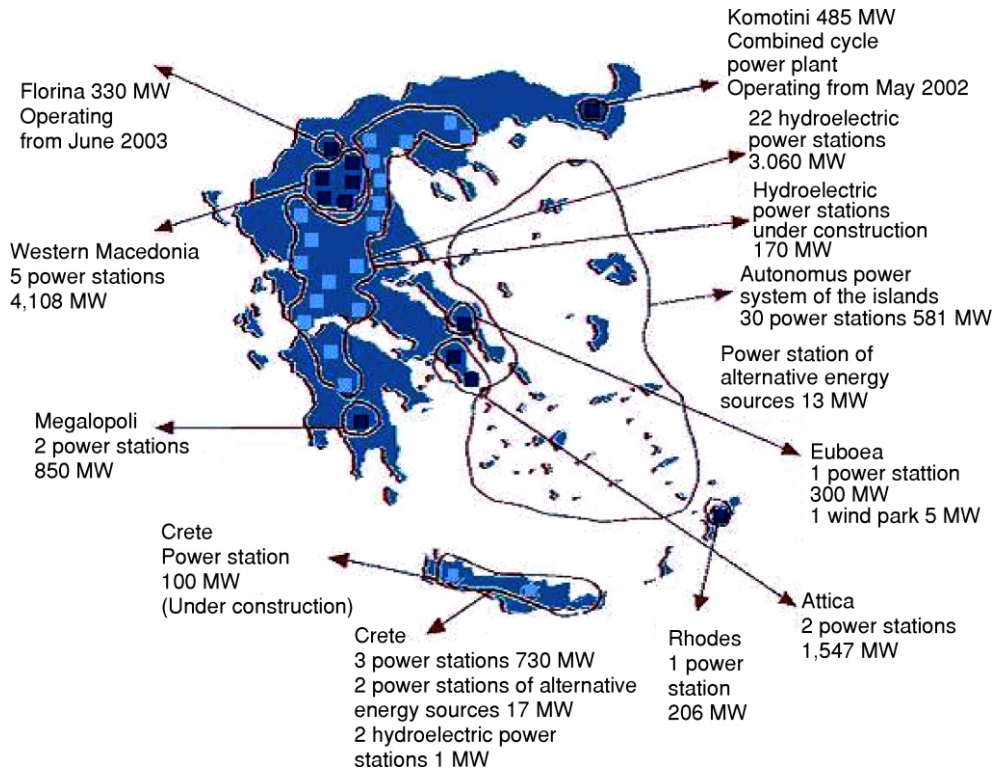 Komotini 485 MW
Combined cycle
power plant
Operating from May 2002
Florina 330 MW
Operating
from June 2003
22 hydroelectric
power stations
3.060 MW
Hydroelectric
power stations
under construction
170 MW
Western Macedonia
5 power stations
4,108 MW
Autonomus power
system of the islands
30 power stations 581 MW
Power station of
alternative energy
sources 13 MW
Megalopoli
2 power stations
850 MW
Euboea
1 power stattion
300 MW
1 wind park 5 MW
Crete
Power station
100 MW
(Under construction)
Attica
2 power stations
1,547 MW
Crete
3 power stations 730 MW
2 power stations of alternative
energy sources 17 MW
2 hydroelectric power
stations 1 MW
Rhodes
1 power
station
206 MW